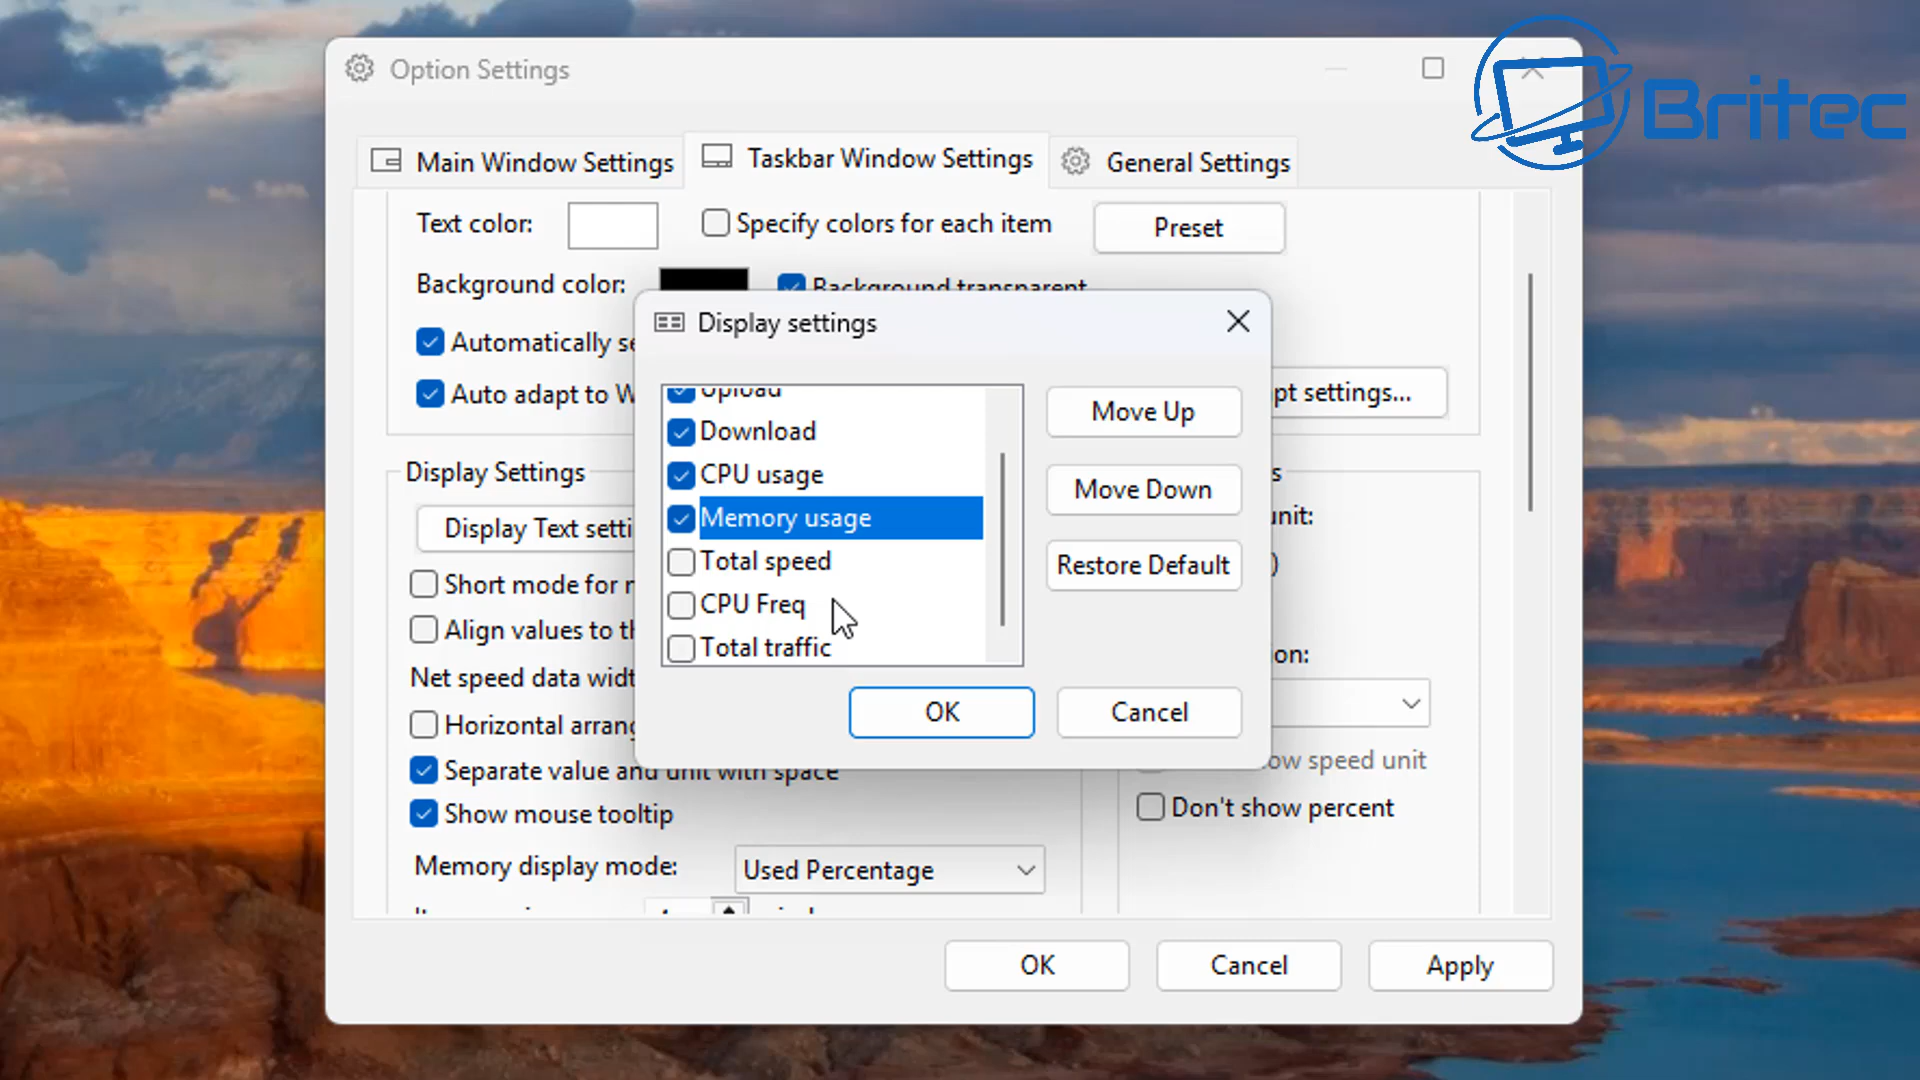 Option Settings
Britec
Main Window Settings
Taskbar Window Settings
General Settings
Text color:
Specify colors for each item
Preset
Background color:
Background transparent
Automatically se
Auto adapt to W
pt settings...
Display settings
Upload
Download
CPU usage
Memory usage
Total speed
CPU Freq
Total traffic
Move Up
Move Down
Restore Default
OK
Cancel
Display Settings
Display Text setti
Short mode for
Align values to th
Net speed data widt
Horizontal arrang
Separate value and unit with space
Show mouse tooltip
Memory display mode:
Used Percentage
s
unit:
)
on:
ow speed unit
Don't show percent
OK
Cancel
Apply